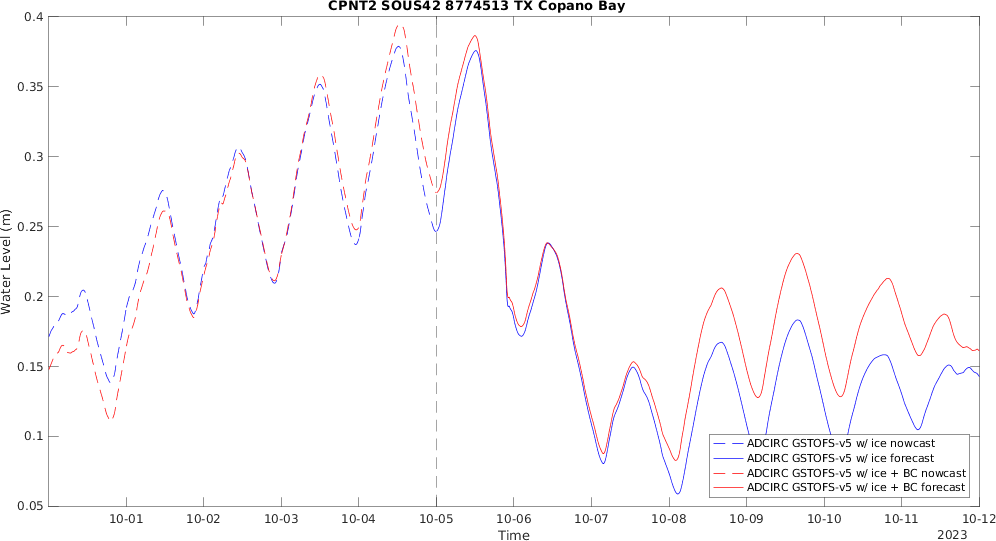 CPNT2 SOUS42 8774513 TX Copano Bay
0.4
0.35
0.3
0.25
0.2
0.15
0.1
0.05
Water Level (m)
10-01 10-02 10-03 10-04 10-05 10-06 10-07 10-08 10-09 10-10 10-11 10-12
Time
2023
ADCIRC GSTOFS-v5 w/ ice nowcast
ADCIRC GSTOFS-v5 w/ ice forecast
ADCIRC GSTOFS-v5 w/ ice + BC nowcast
ADCIRC GSTOFS-v5 w/ ice + BC forecast